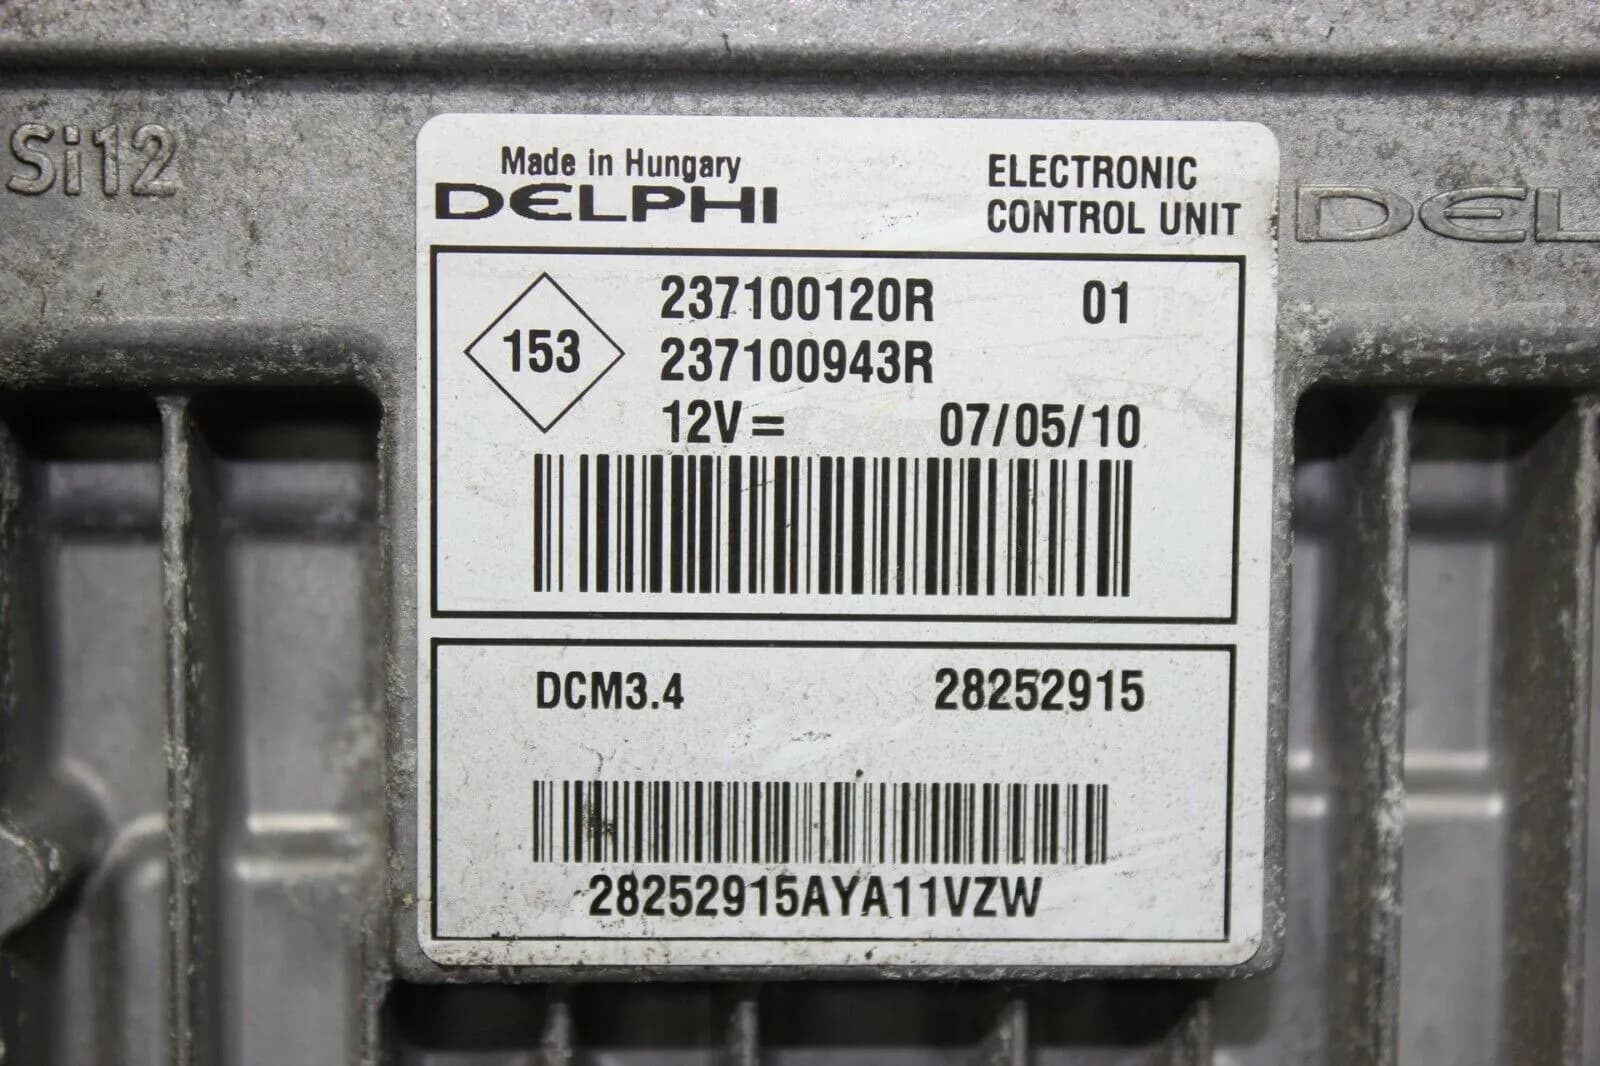 Si12
Made in Hungary
DELPHI
ELECTRONIC
CONTROL UNIT
DEL
153
237100120R 01
237100943R
12V= 07/05/10
DCM3.4 28252915
28252915AYA11VZW